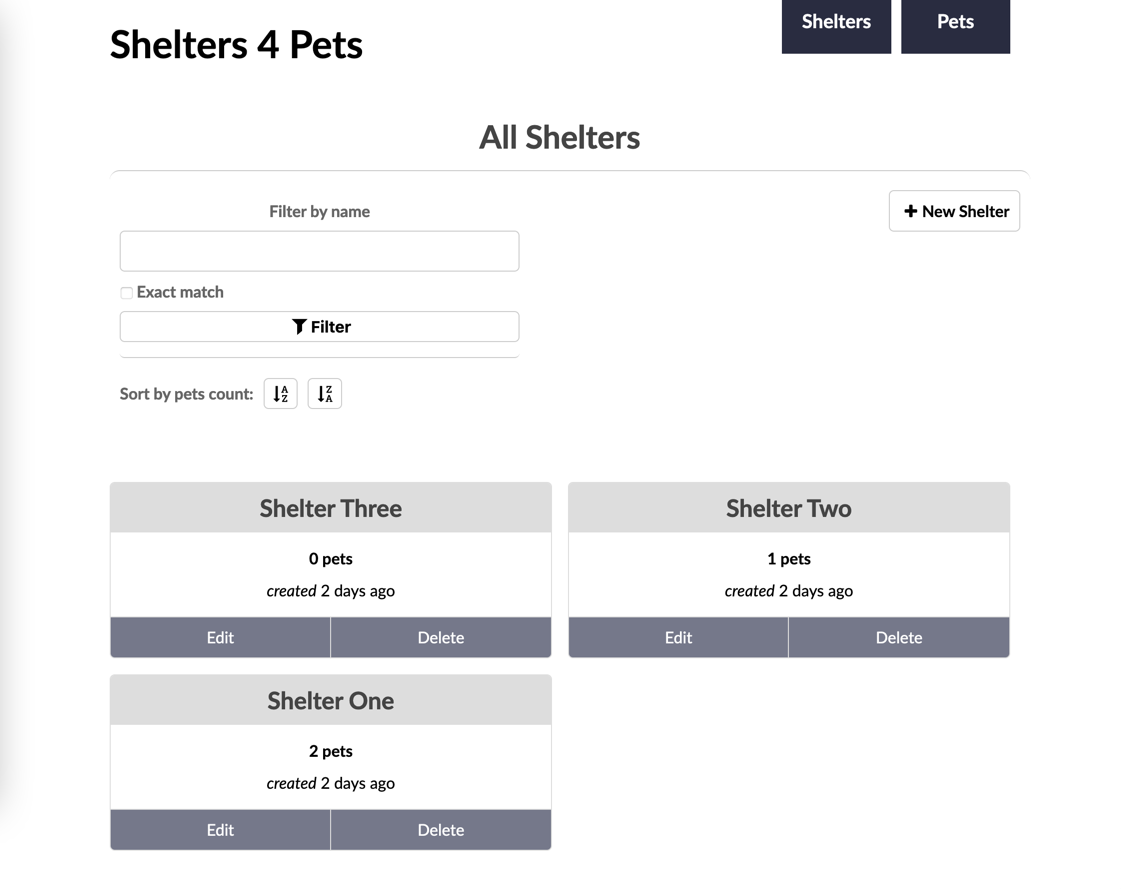 Shelters 4 Pets
Shelters
Pets
All Shelters
Filter by name
New Shelter
Exact match
Filter
Sort by pets count:
A
Z
Z
A
Shelter Three
0 pets
created 2 days ago
Edit
Delete
Shelter Two
1 pets
created 2 days ago
Edit
Delete
Shelter One
2 pets
created 2 days ago
Edit
Delete